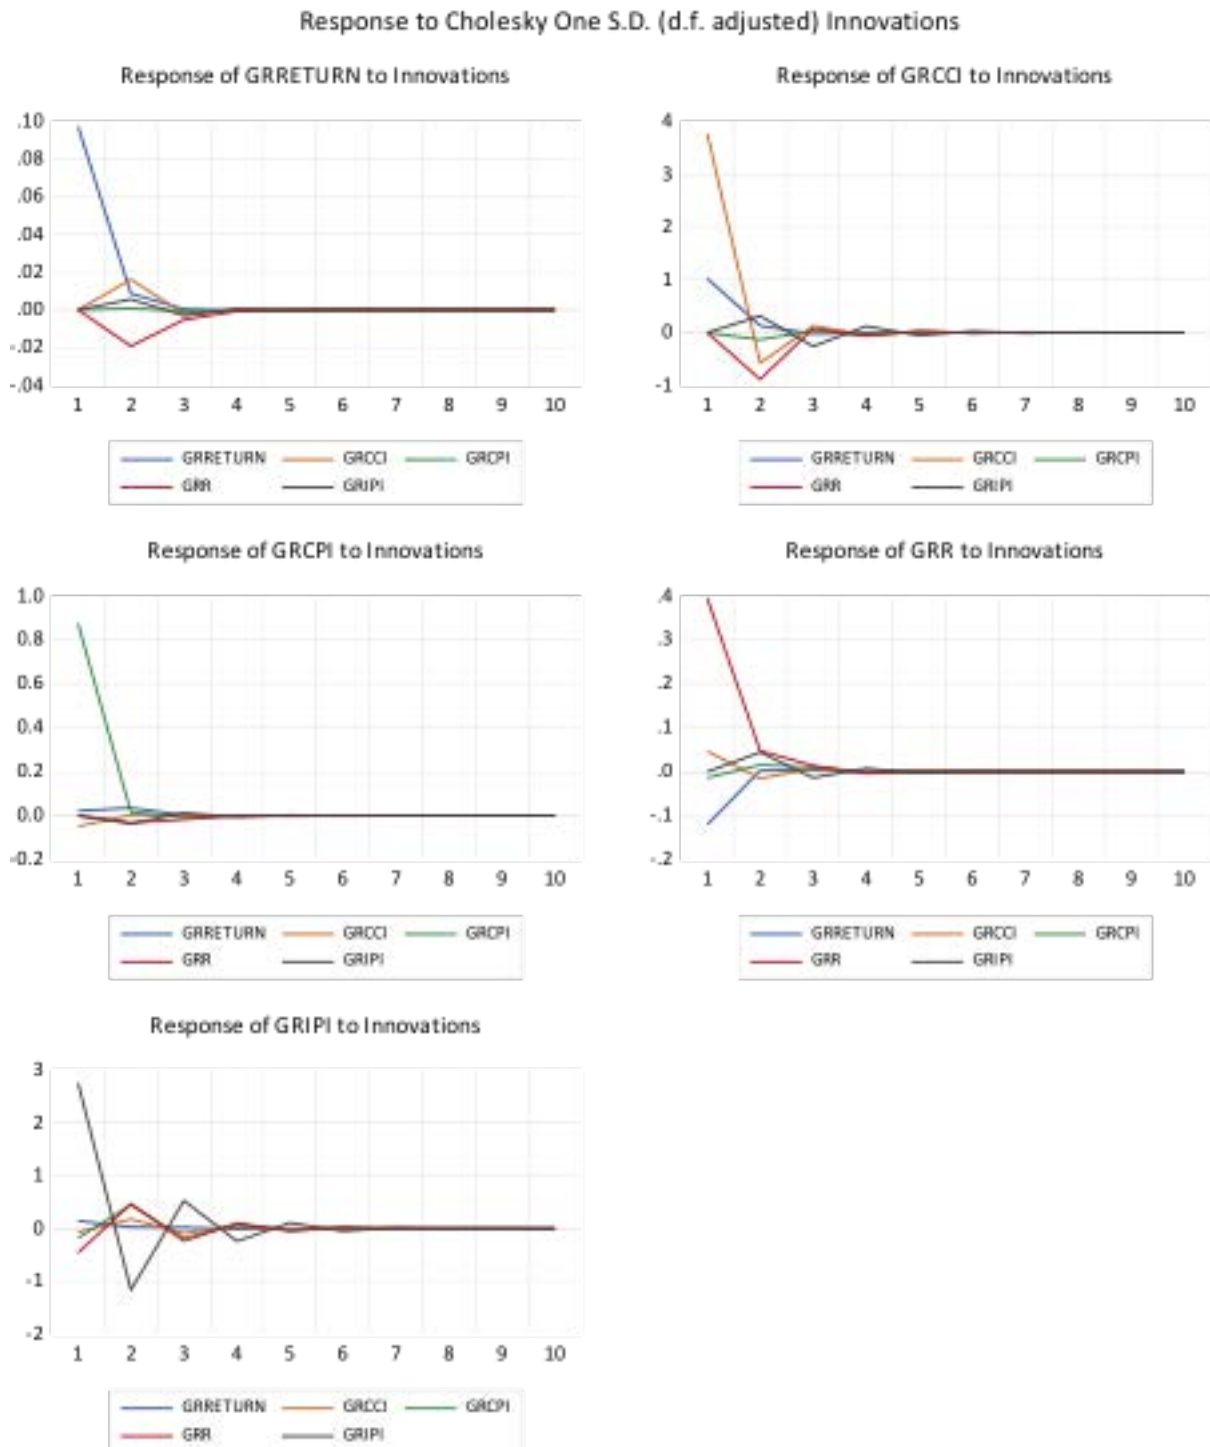 Response to Cholesky One S.D. (d.f. adjusted) Innovations
Response of GRRETURN to Innovations
.10
.08
.06
.04
.02
.00
-.02
-.04
1 2 3 4 5 6 7 8 9 10
GRRETURN GRCCI GRCPI
GRR GRIPI
Response of GRCCI to Innovations
4
3
2
1
0
-1
1 2 3 4 5 6 7 8 9 10
GRRETURN GRCCI GRCPI
GRR GRIPI
Response of GRCPI to Innovations
1.0
0.8
0.6
0.4
0.2
0.0
-0.2
1 2 3 4 5 6 7 8 9 10
GRRETURN GRCCI GRCPI
GRR GRIPI
Response of GRR to Innovations
.4
.3
.2
.1
.0
-.1
-.2
1 2 3 4 5 6 7 8 9 10
GRRETURN GRCCI GRCPI
GRR GRIPI
Response of GRIPI to Innovations
3
2
1
0
-1
-2
1 2 3 4 5 6 7 8 9 10
GRRETURN GRCCI GRCPI
GRR GRIPI